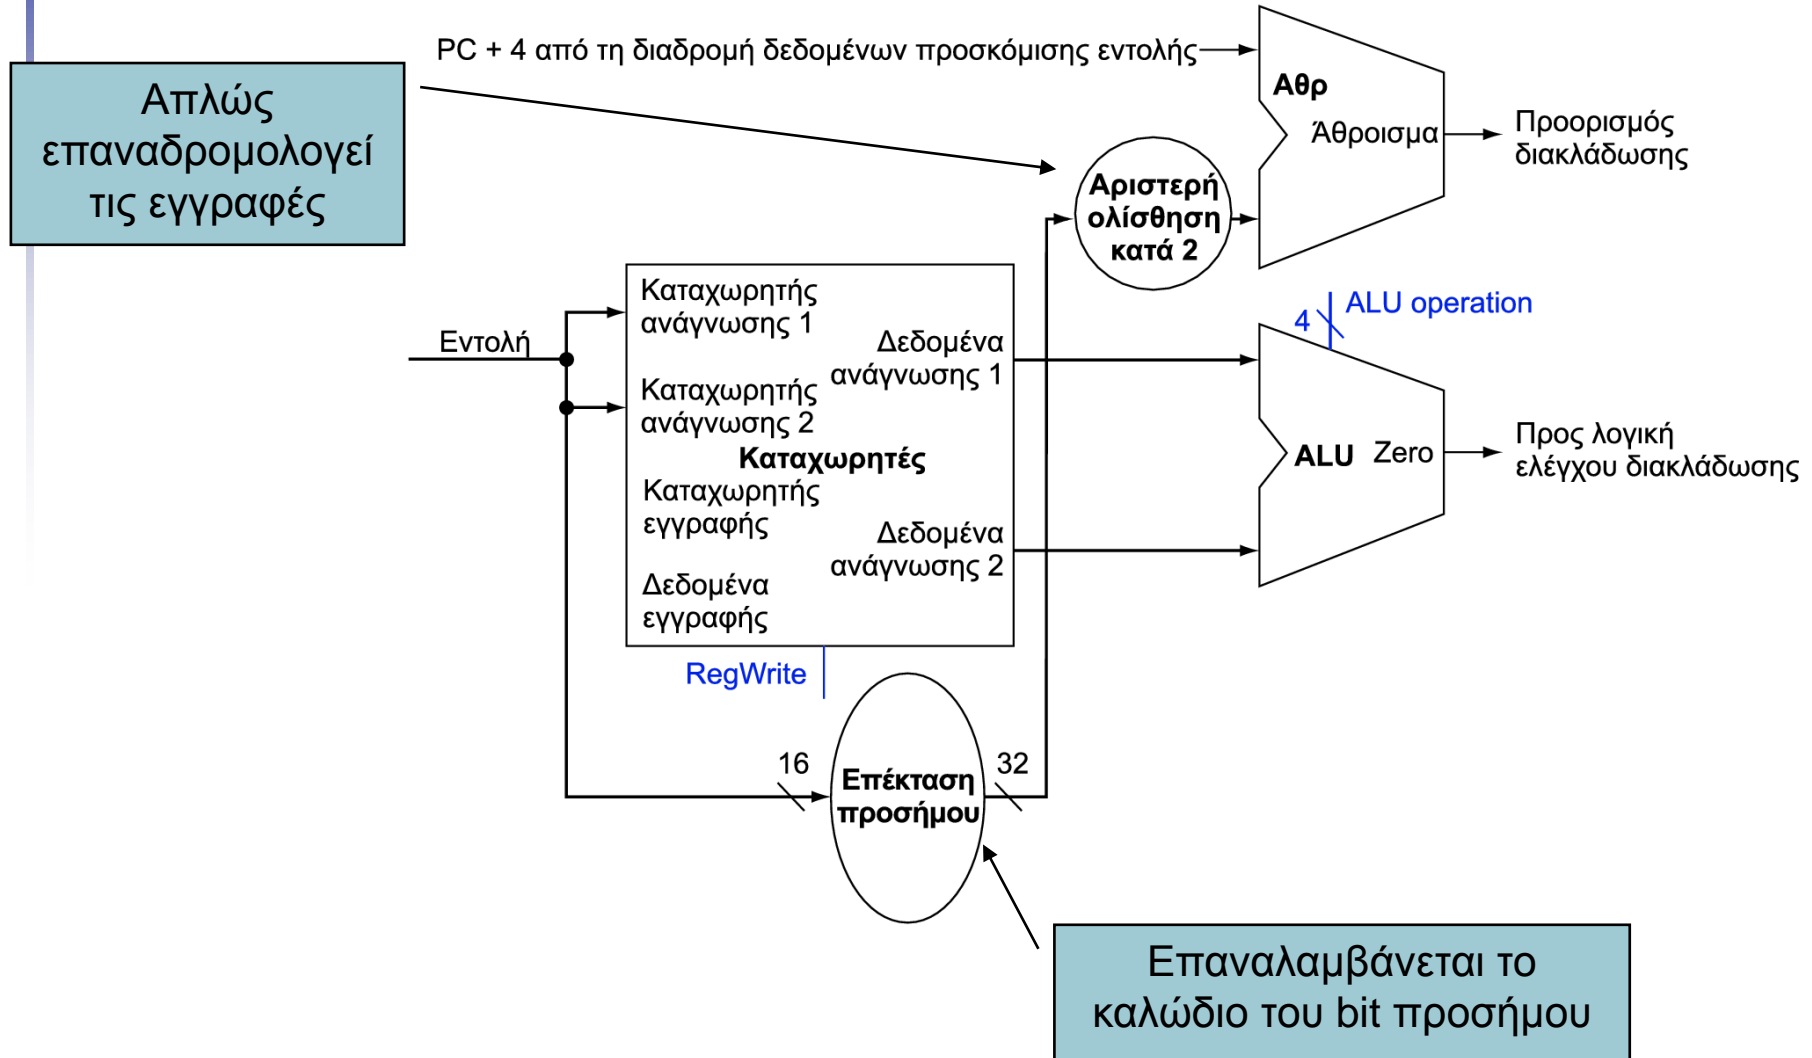 PC + 4 από τη διαδρομή δεδομένων προσκόμισης εντολής
Απλώς
επαναδρομολογεί
τις εγγραφές
Αθρ
Άθροισμα
Προορισμός
διακλάδωσης
Αριστερή
ολίσθηση
κατά 2
Εντολή
Καταχωρητής
ανάγνωσης 1
Καταχωρητής
ανάγνωσης 2
Καταχωρητές
Καταχωρητής
εγγραφής
Δεδομένα
εγγραφής
Δεδομένα
ανάγνωσης 1
Δεδομένα
ανάγνωσης 2
RegWrite
4
ALU operation
ALU
Zero
Προς λογική
ελέγχου διακλάδωσης
16
Επέκταση
προσήμου
32
Επαναλαμβάνεται το
καλώδιο του bit προσήμου